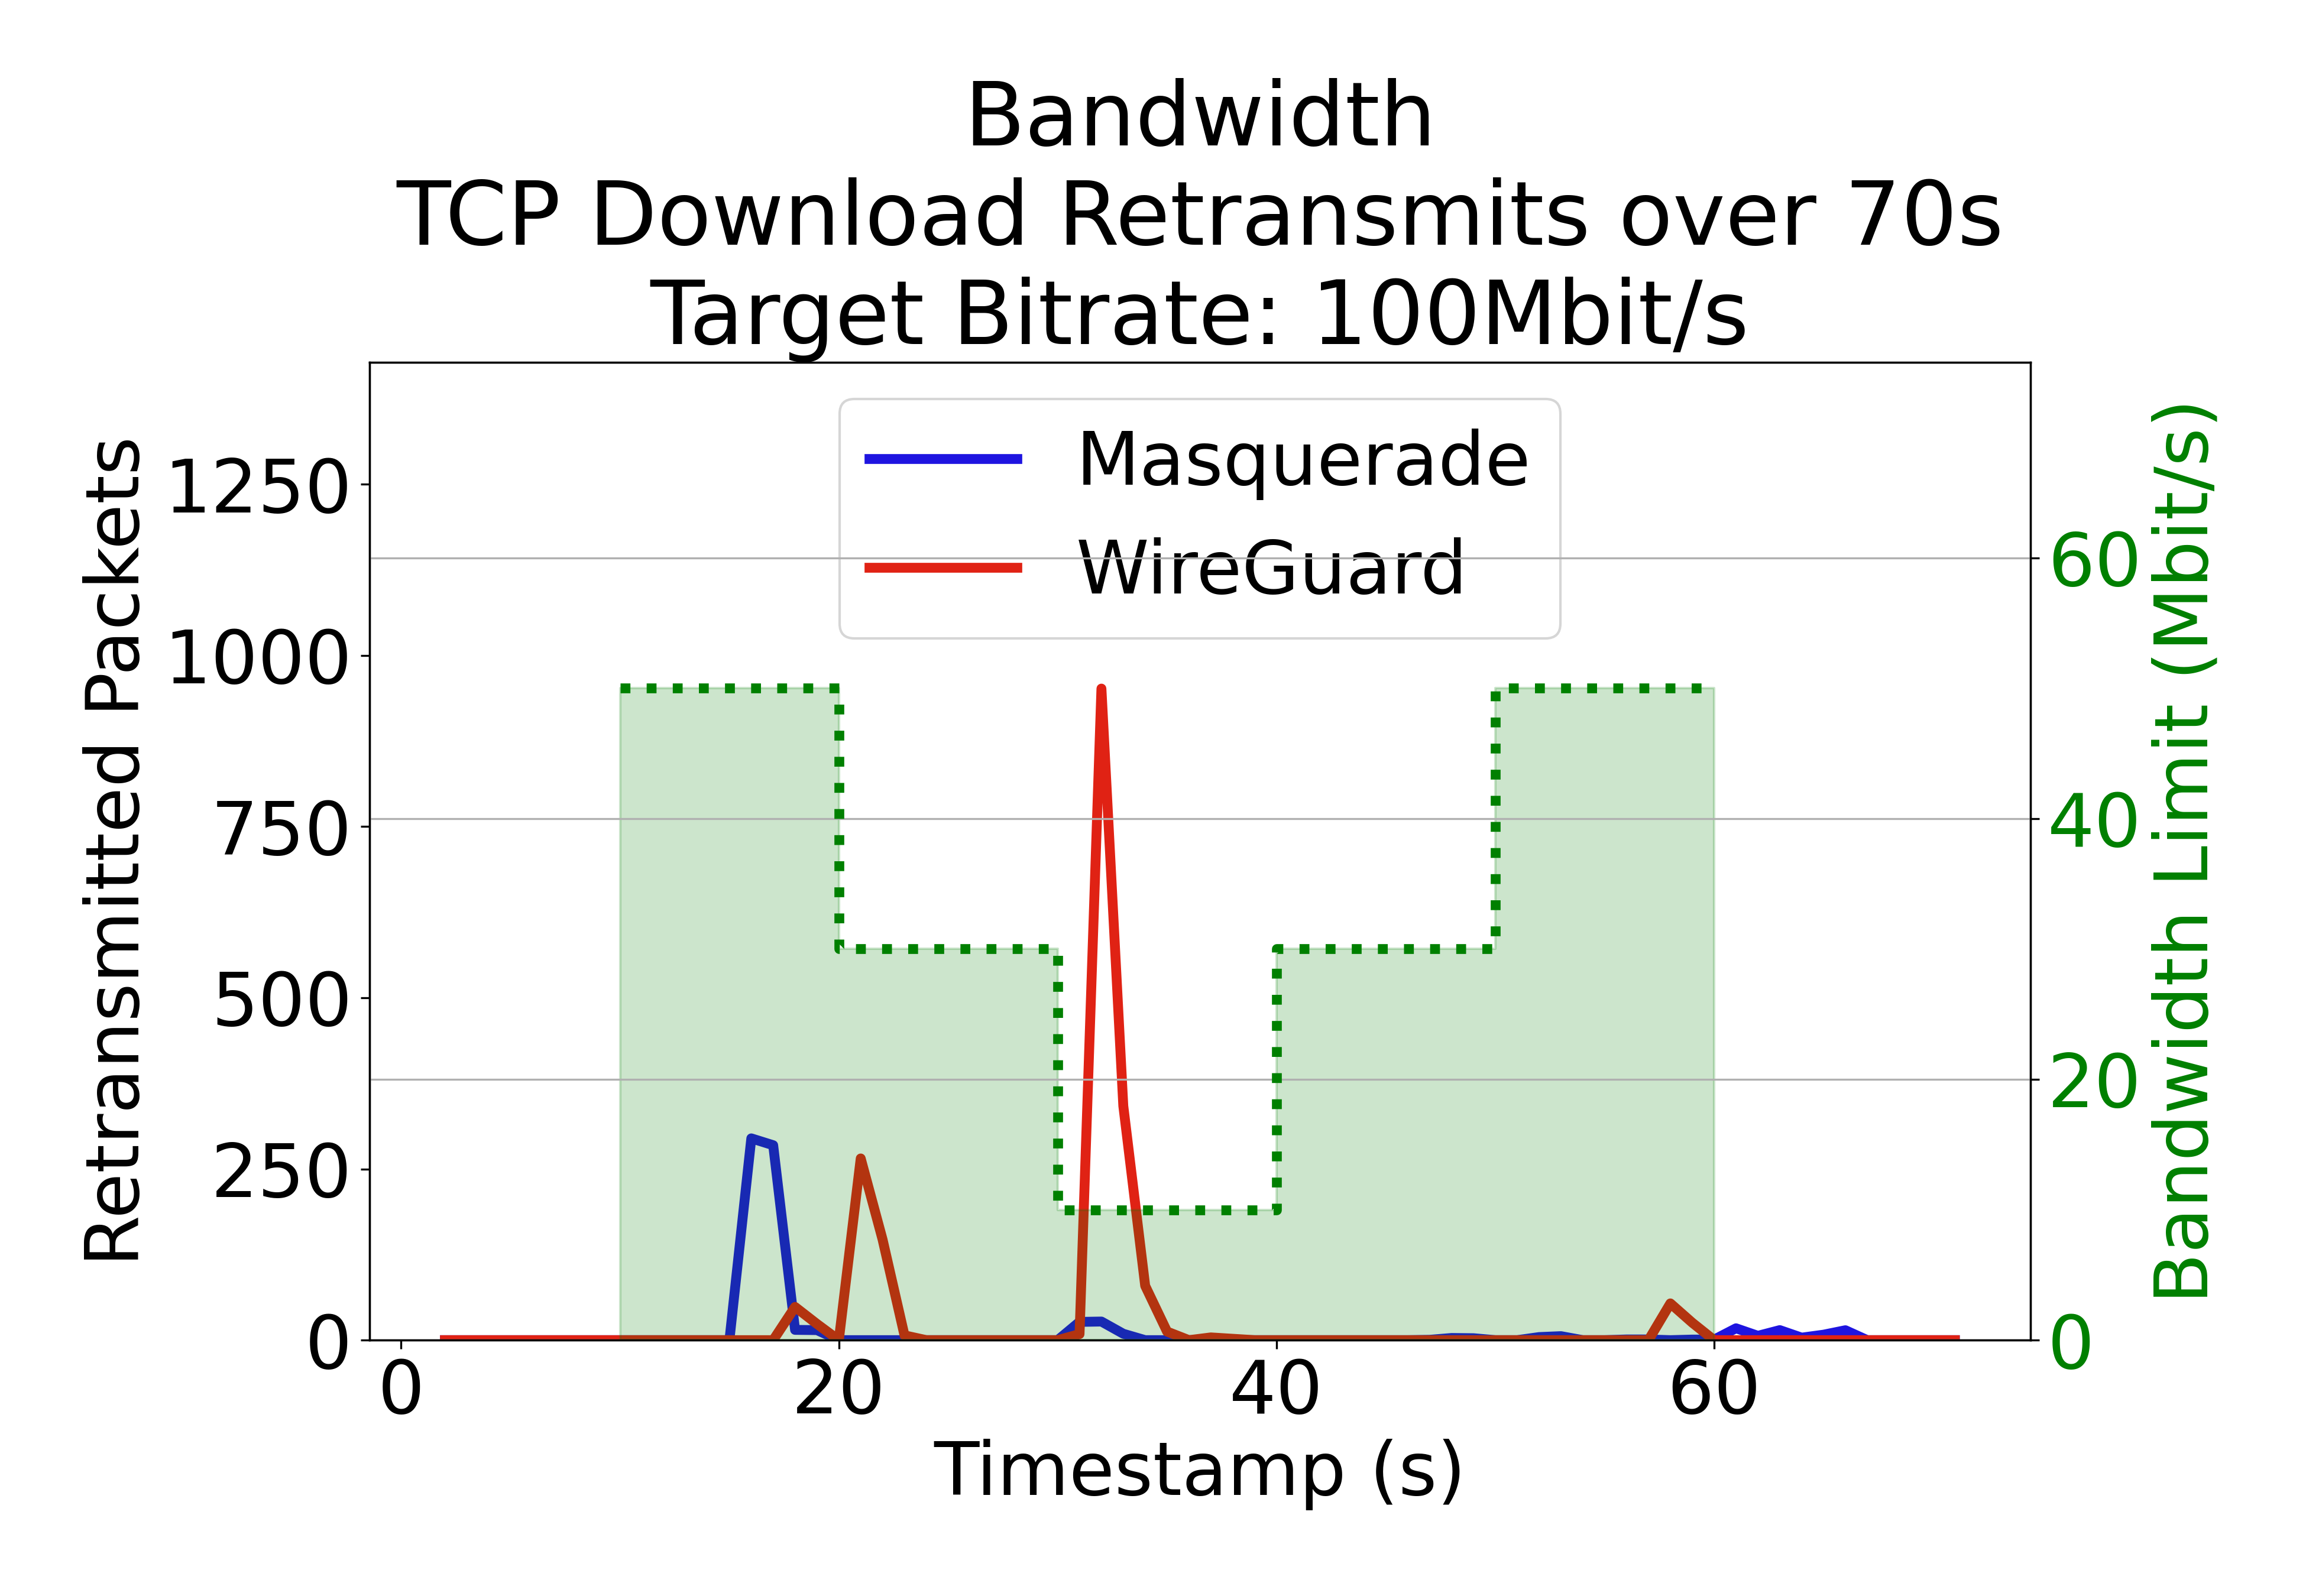 Bandwidth
TCP Download Retransmits over 70s
Target Bitrate: 100Mbit/s
Masquerade
WireGuard
Retransmitted Packets
1250
1000
750
500
250
0
60
40
20
0
Bandwidth Limit (Mbit/s)
0 20 40 60
Timestamp (s)